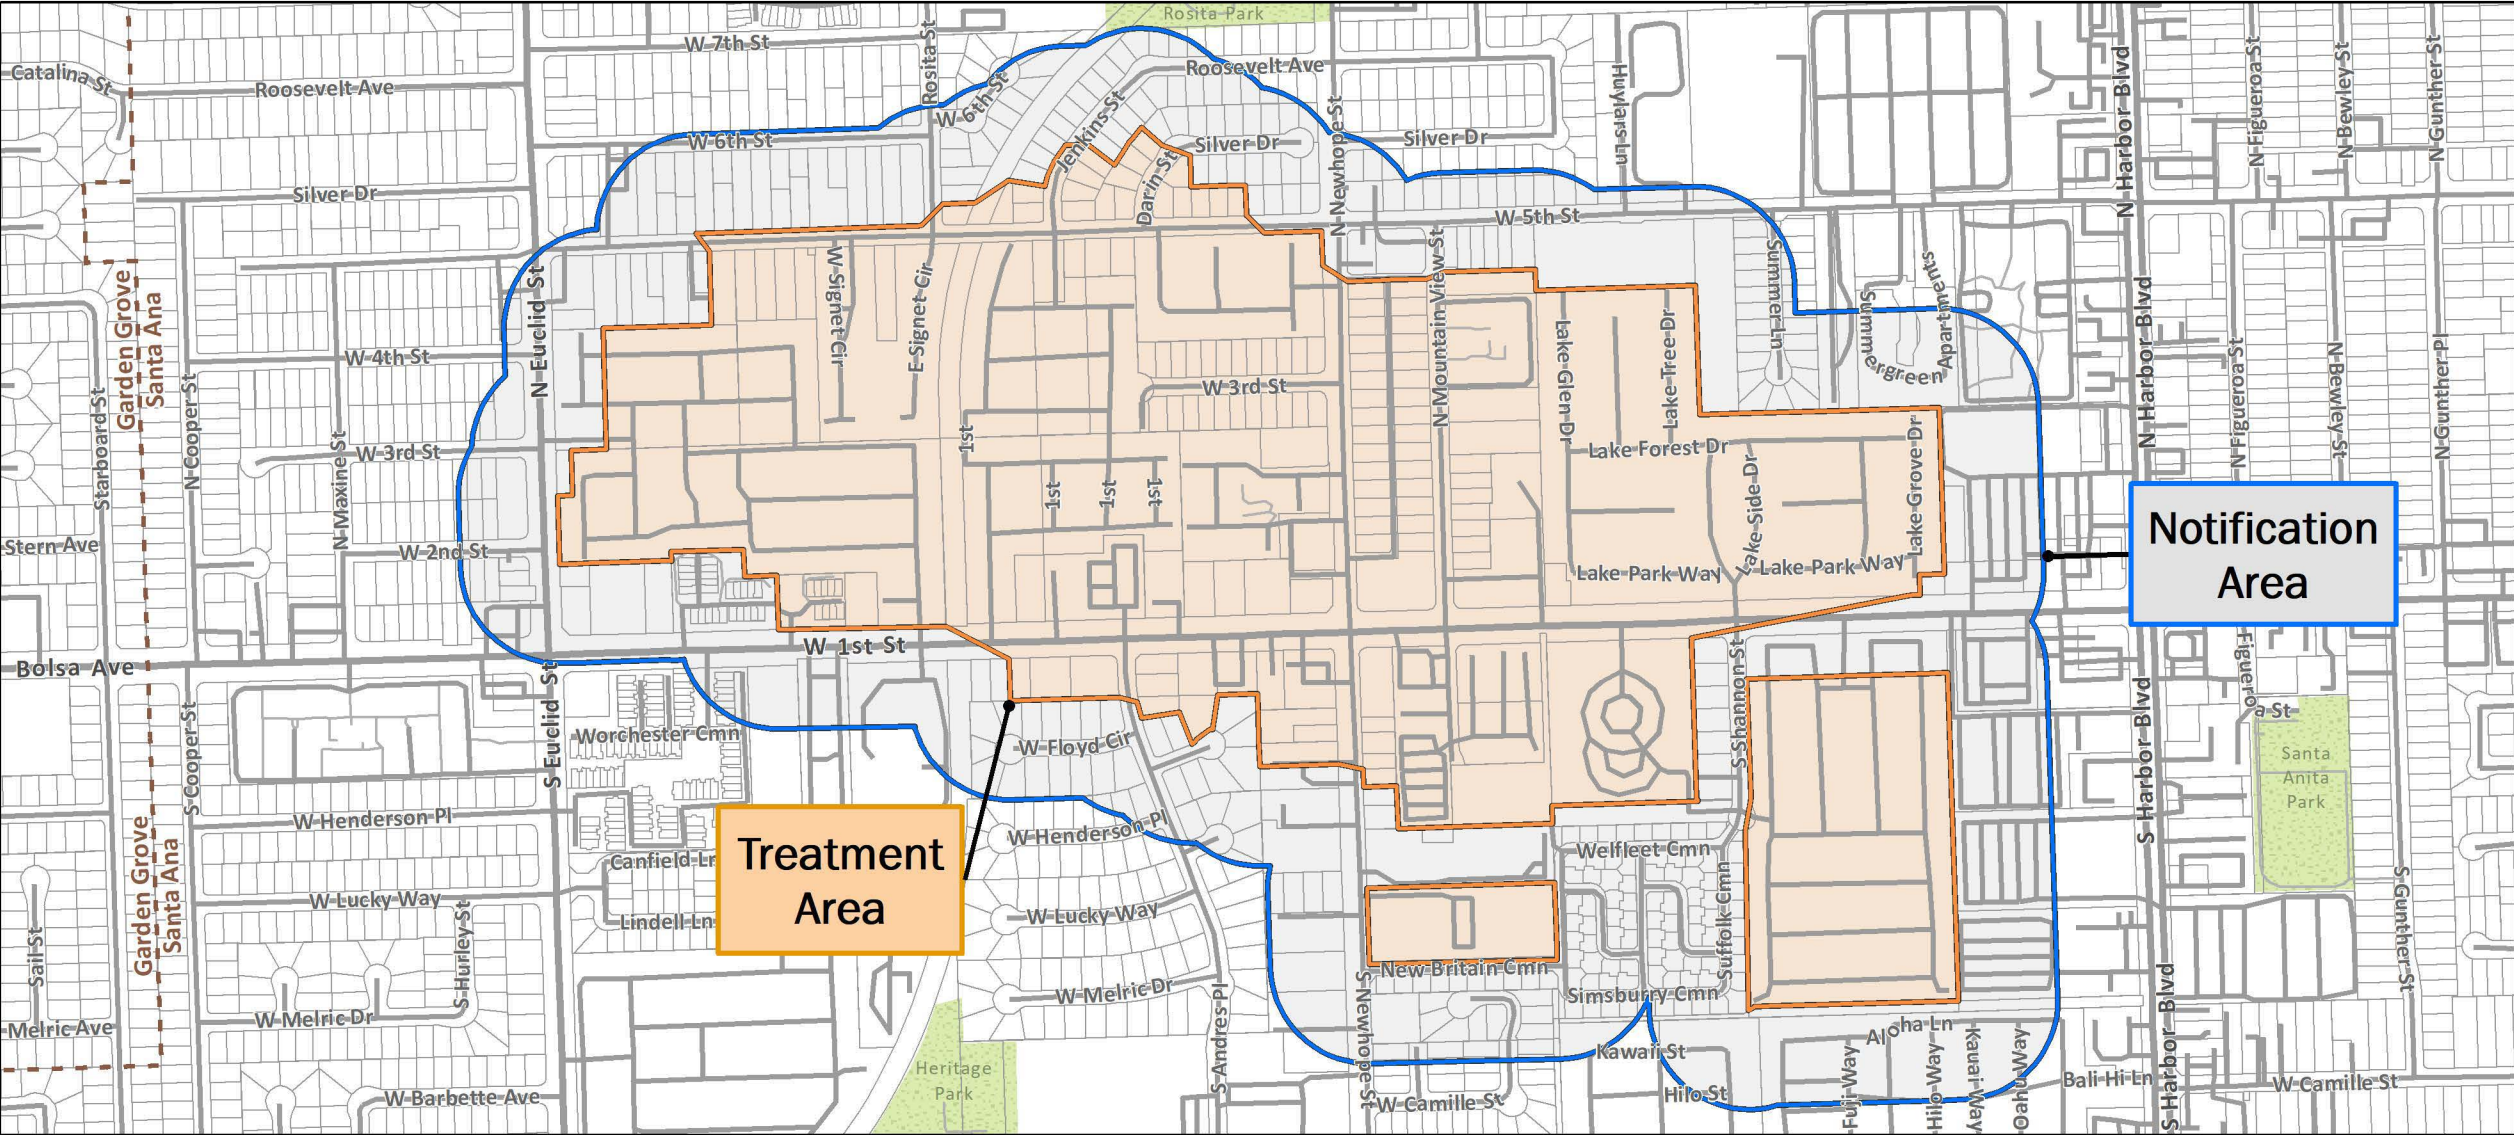 Rosita Park
W 7th St
Rosita St
Catalina St
Roosevelt Ave
Roosevelt Ave
W 6th St
Jenkins St
N Newhope St
N Harbor Blvd
N Figueroa St
N Bewley St
N Gunther St
W 6th St
Silver Dr
Silver Dr
Darin St
Silver Dr
W 5th St
N Euclid St
W Signet Cir
E Signet Cir
N Mountain View St
Summer Ln
Summergreen Apartments
Garden Grove
Santa Ana
N Harbor Blvd
W 4th St
Lake Glen Dr
Lake Tree Dr
N Figueroa St
N Bewley St
N Gunther Pl
W 3rd St
Starboard St
N Cooper St
N Maxine St
W 3rd St
1st
Lake Forest Dr
Lake Side Dr
Lake Grove Dr
1st
1st
1st
Stern Ave
W 2nd St
Lake Park Way
Lake Park Way
Notification
Area
Bolsa Ave
W 1st St
S Euclid St
S Cooper St
S Shannon St
S Harbor Blvd
Figueroa St
Worchester Cmn
W Floyd Cir
Santa
Anita
Park
W Henderson Pl
W Henderson Pl
Treatment
Area
Welfleet Cmn
Canfield Ln
Garden Grove
Santa Ana
W Lucky Way
Lindell Ln
W Lucky Way
Suffolk Cmn
S Gunther St
Sail St
S Hurley St
New Britain Cmn
Simsburry Cmn
W Melric Dr
Melric Ave
W Melric Dr
S Andres Pl
S Newhope St
Kawaii St
Aloha Ln
Heritage
Park
Hilo St
Fuji Way
Hilo Way
Kauai Way
Oahu Way
Bali Hi Ln
S Harbor Blvd
W Camille St
W Barbette Ave
W Camille St